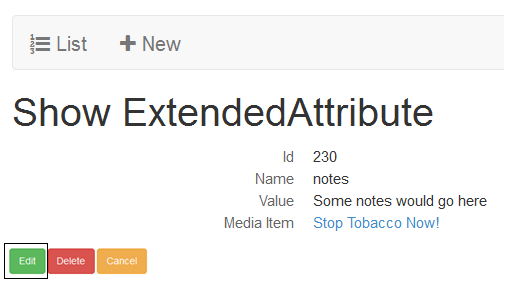 List New
Show ExtendedAttribute
Id 230
Name notes
Value Some notes would go here
Media Item Stop Tobacco Now!
Edit Delete Cancel